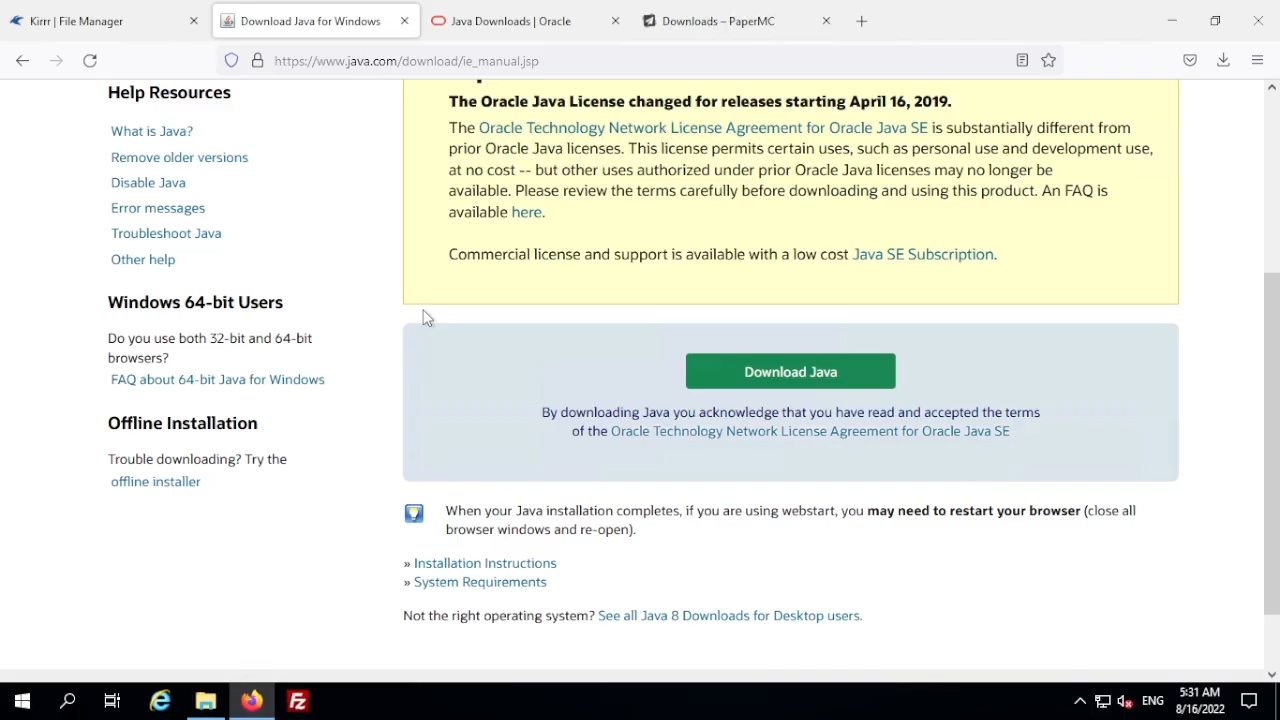 Kirrr | File Manager
Download Java for Windows
Java Downloads | Oracle
Downloads – PaperMC
https://www.java.com/download/ie_manual.jsp
Help Resources
What is Java?
Remove older versions
Disable Java
Error messages
Troubleshoot Java
Other help
Windows 64-bit Users
Do you use both 32-bit and 64-bit
browsers?
FAQ about 64-bit Java for Windows
Offline Installation
Trouble downloading? Try the
offline installer
The Oracle Java License changed for releases starting April 16, 2019.
The Oracle Technology Network License Agreement for Oracle Java SE is substantially different from
prior Oracle Java licenses. This license permits certain uses, such as personal use and development use,
at no cost -- but other uses authorized under prior Oracle Java licenses may no longer be
available. Please review the terms carefully before downloading and using this product. An FAQ is
available here.
Commercial license and support is available with a low cost Java SE Subscription.
Download Java
By downloading Java you acknowledge that you have read and accepted the terms
of the Oracle Technology Network License Agreement for Oracle Java SE
When your Java installation completes, if you are using webstart, you may need to restart your browser (close all
browser windows and re-open).
» Installation Instructions
» System Requirements
Not the right operating system? See all Java 8 Downloads for Desktop users.
ENG
5:31 AM
8/16/2022